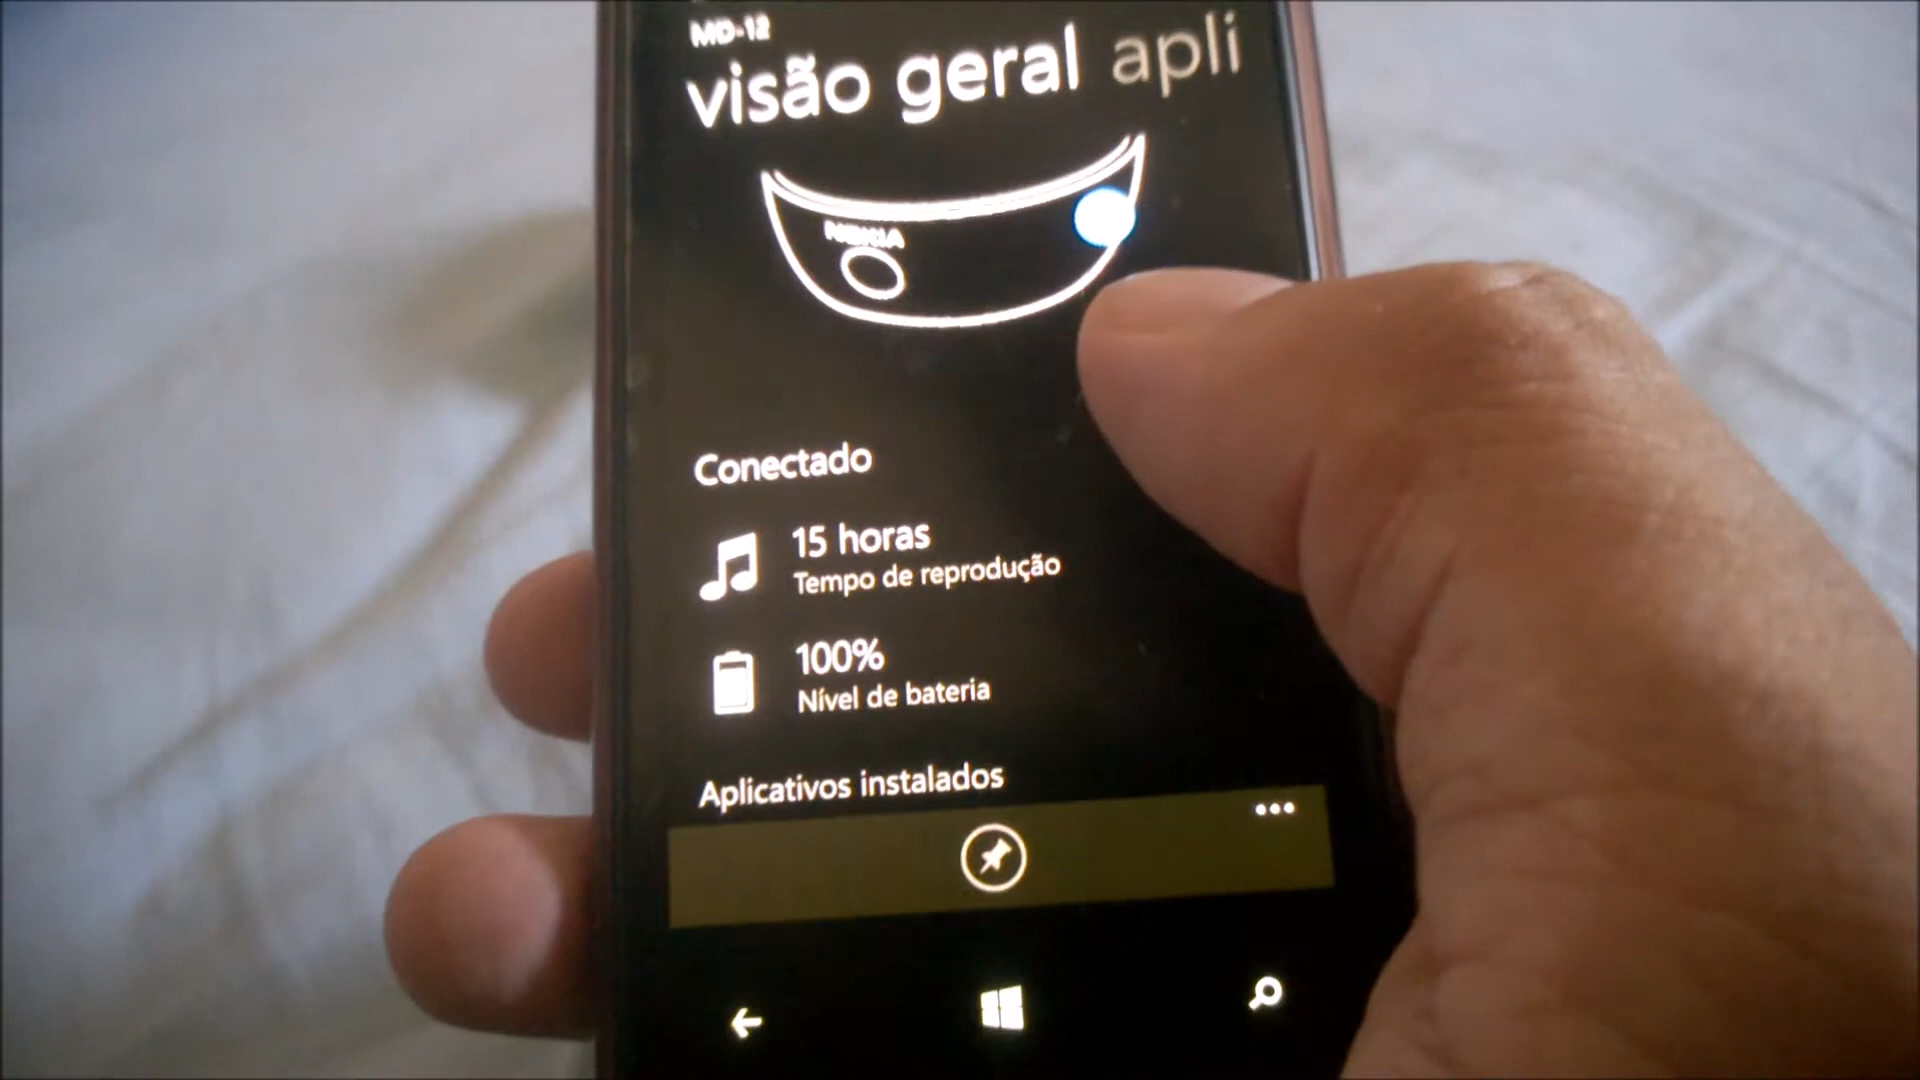 MD-12
visão geral apli
NOKIA
Conectado
15 horas
Tempo de reprodução
100%
Nível de bateria
Aplicativos instalados